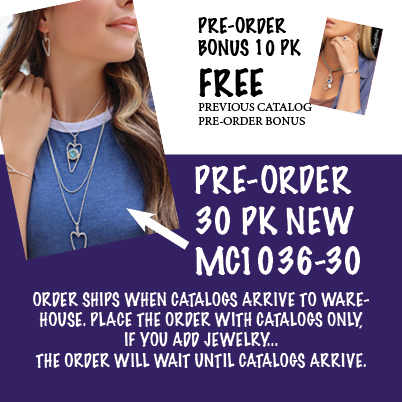 PRE-ORDER
BONUS 10 PK
FREE
PREVIOUS CATALOG
PRE-ORDER BONUS
PRE-ORDER
30 PK NEW
MC1036-30
ORDER SHIPS WHEN CATALOGS ARRIVE TO WARE-
HOUSE. PLACE THE ORDER WITH CATALOGS ONLY,
IF YOU ADD JEWELRY...
THE ORDER WILL WAIT UNTIL CATALOGS ARRIVE.